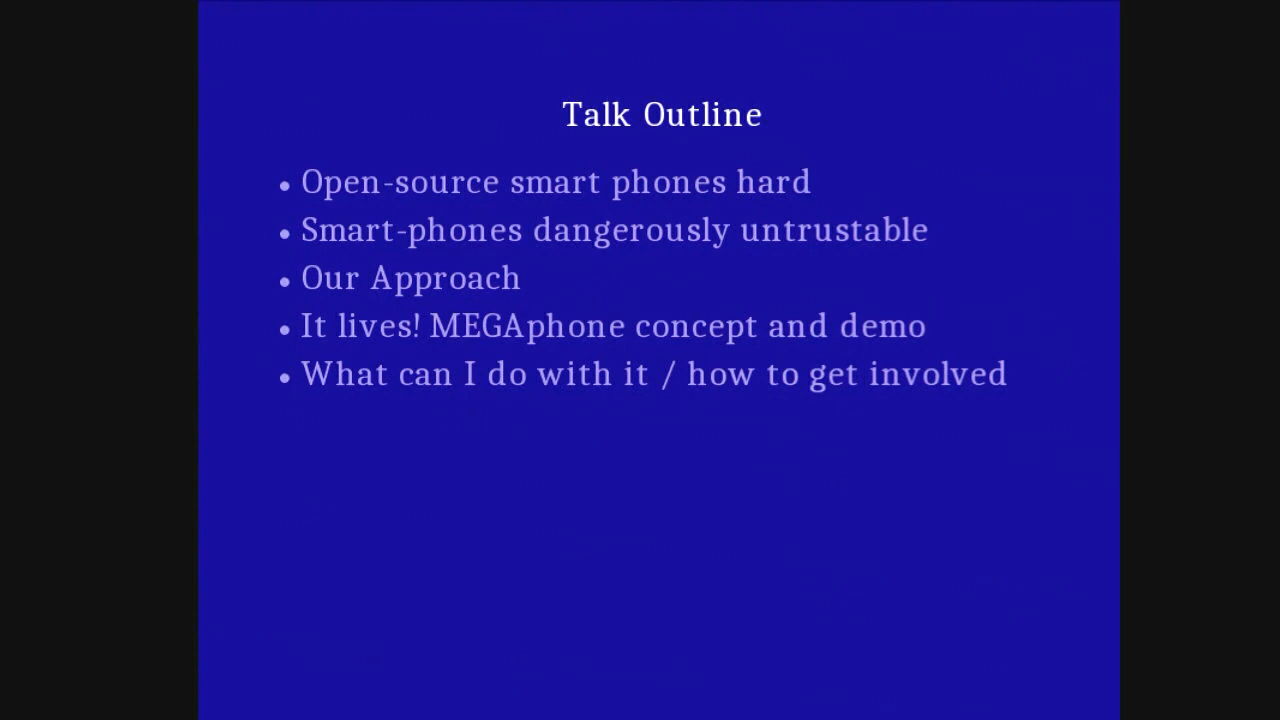 Talk Outline
• Open-source smart phones hard
• Smart-phones dangerously untrustable
• Our Approach
• It lives! MEGAphone concept and demo
• What can I do with it / how to get involved